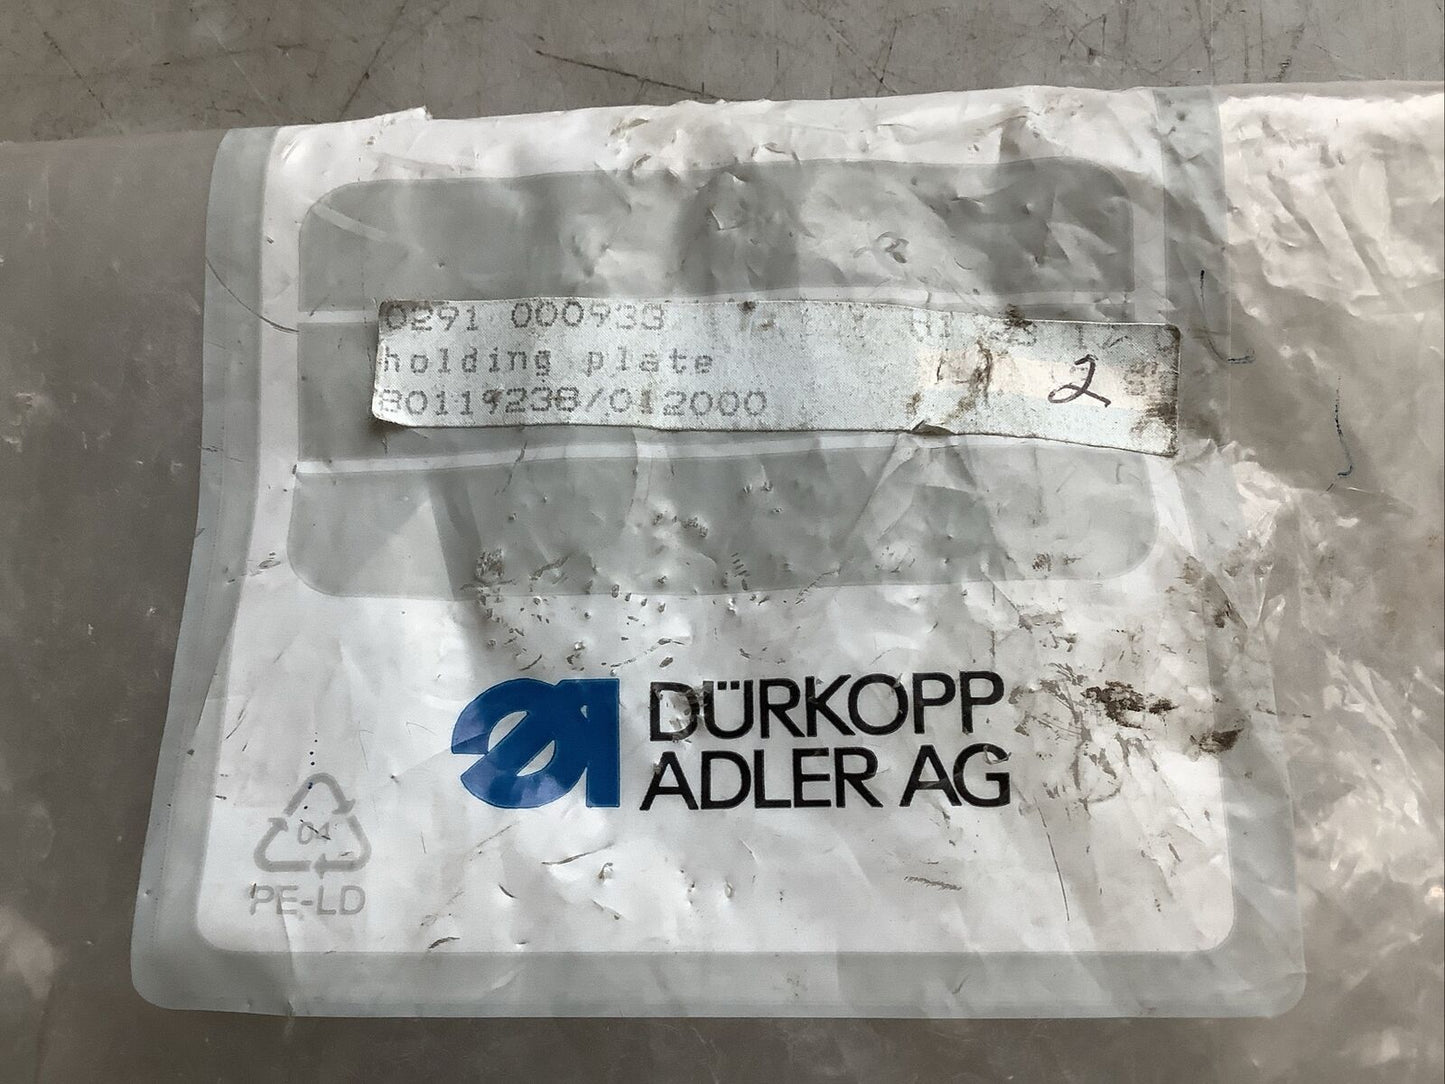 0291 000933
holding plate
80119238/012000
2
DÜRKOPP
ADLER AG
04
PE-LD